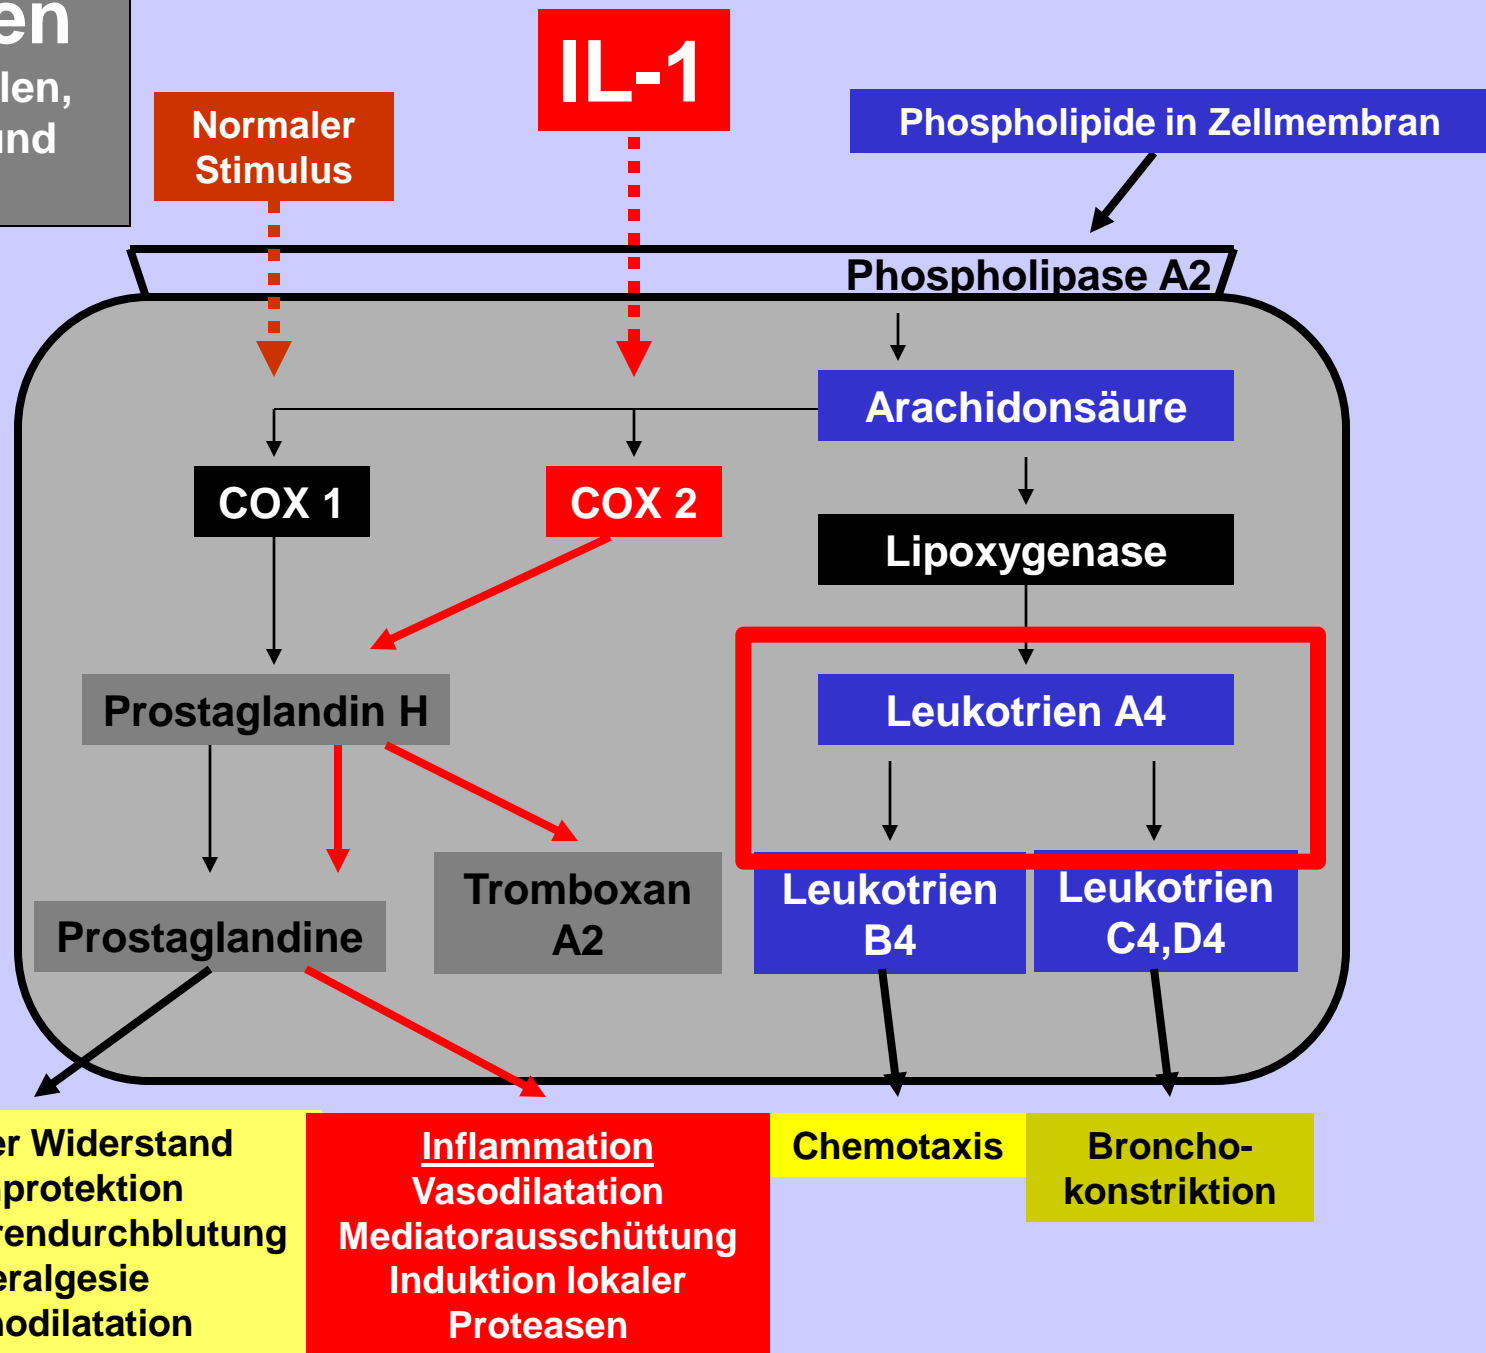 en
len,
und
IL-1
Normaler
Stimulus
Phospholipide in Zellmembran
Phospholipase A2
Arachidonsäure
COX 1
COX 2
Lipoxygenase
Prostaglandin H
Leukotrien A4
Tromboxan
A2
Leukotrien
B4
Leukotrien
C4,D4
Prostaglandine
er Widerstand
protektion
rendurchblutung
eralgesie
nodilatation
Inflammation
Vasodilatation
Mediatorausschüttung
Induktion lokaler
Proteasen
Chemotaxis
Broncho-
konstriktion